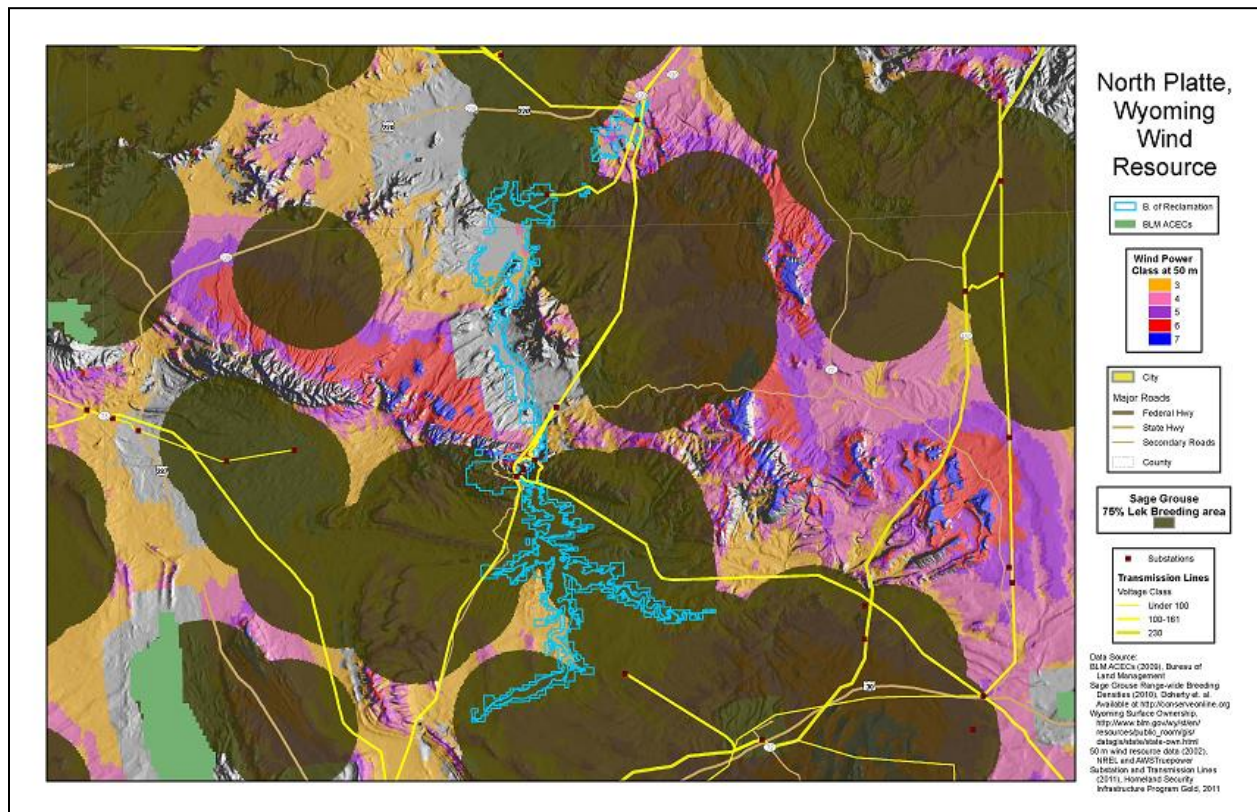 North Platte,
Wyoming
Wind
Resource
B. of Reclamation
BLM ACECs
Wind Power
Class at 50 m
3
4
5
6
7
City
Major Roads
Federal Hwy
State Hwy
Secondary Roads
County
Sage Grouse
75% Lek Breeding area
Substations
Transmission Lines
Voltage Class
Under 100
100-161
230
Data Source:
BLM ACECs (2009), Bureau of
Land Management
Sage Grouse Range-wide Breeding
Densities (2010), Doherty et. al.
Available at http://conserveonline.org
Wyoming Surface Ownership,
http://www.blm.gov/wy/st/en/
resources/public_room/gis/
datagis/state/state-own.html
50 m wind resource data (2002),
NREL and AWSTruepower
Substation and Transmission Lines
(2011), Homeland Security
Infrastructure Program Gold, 2011
220
287
30